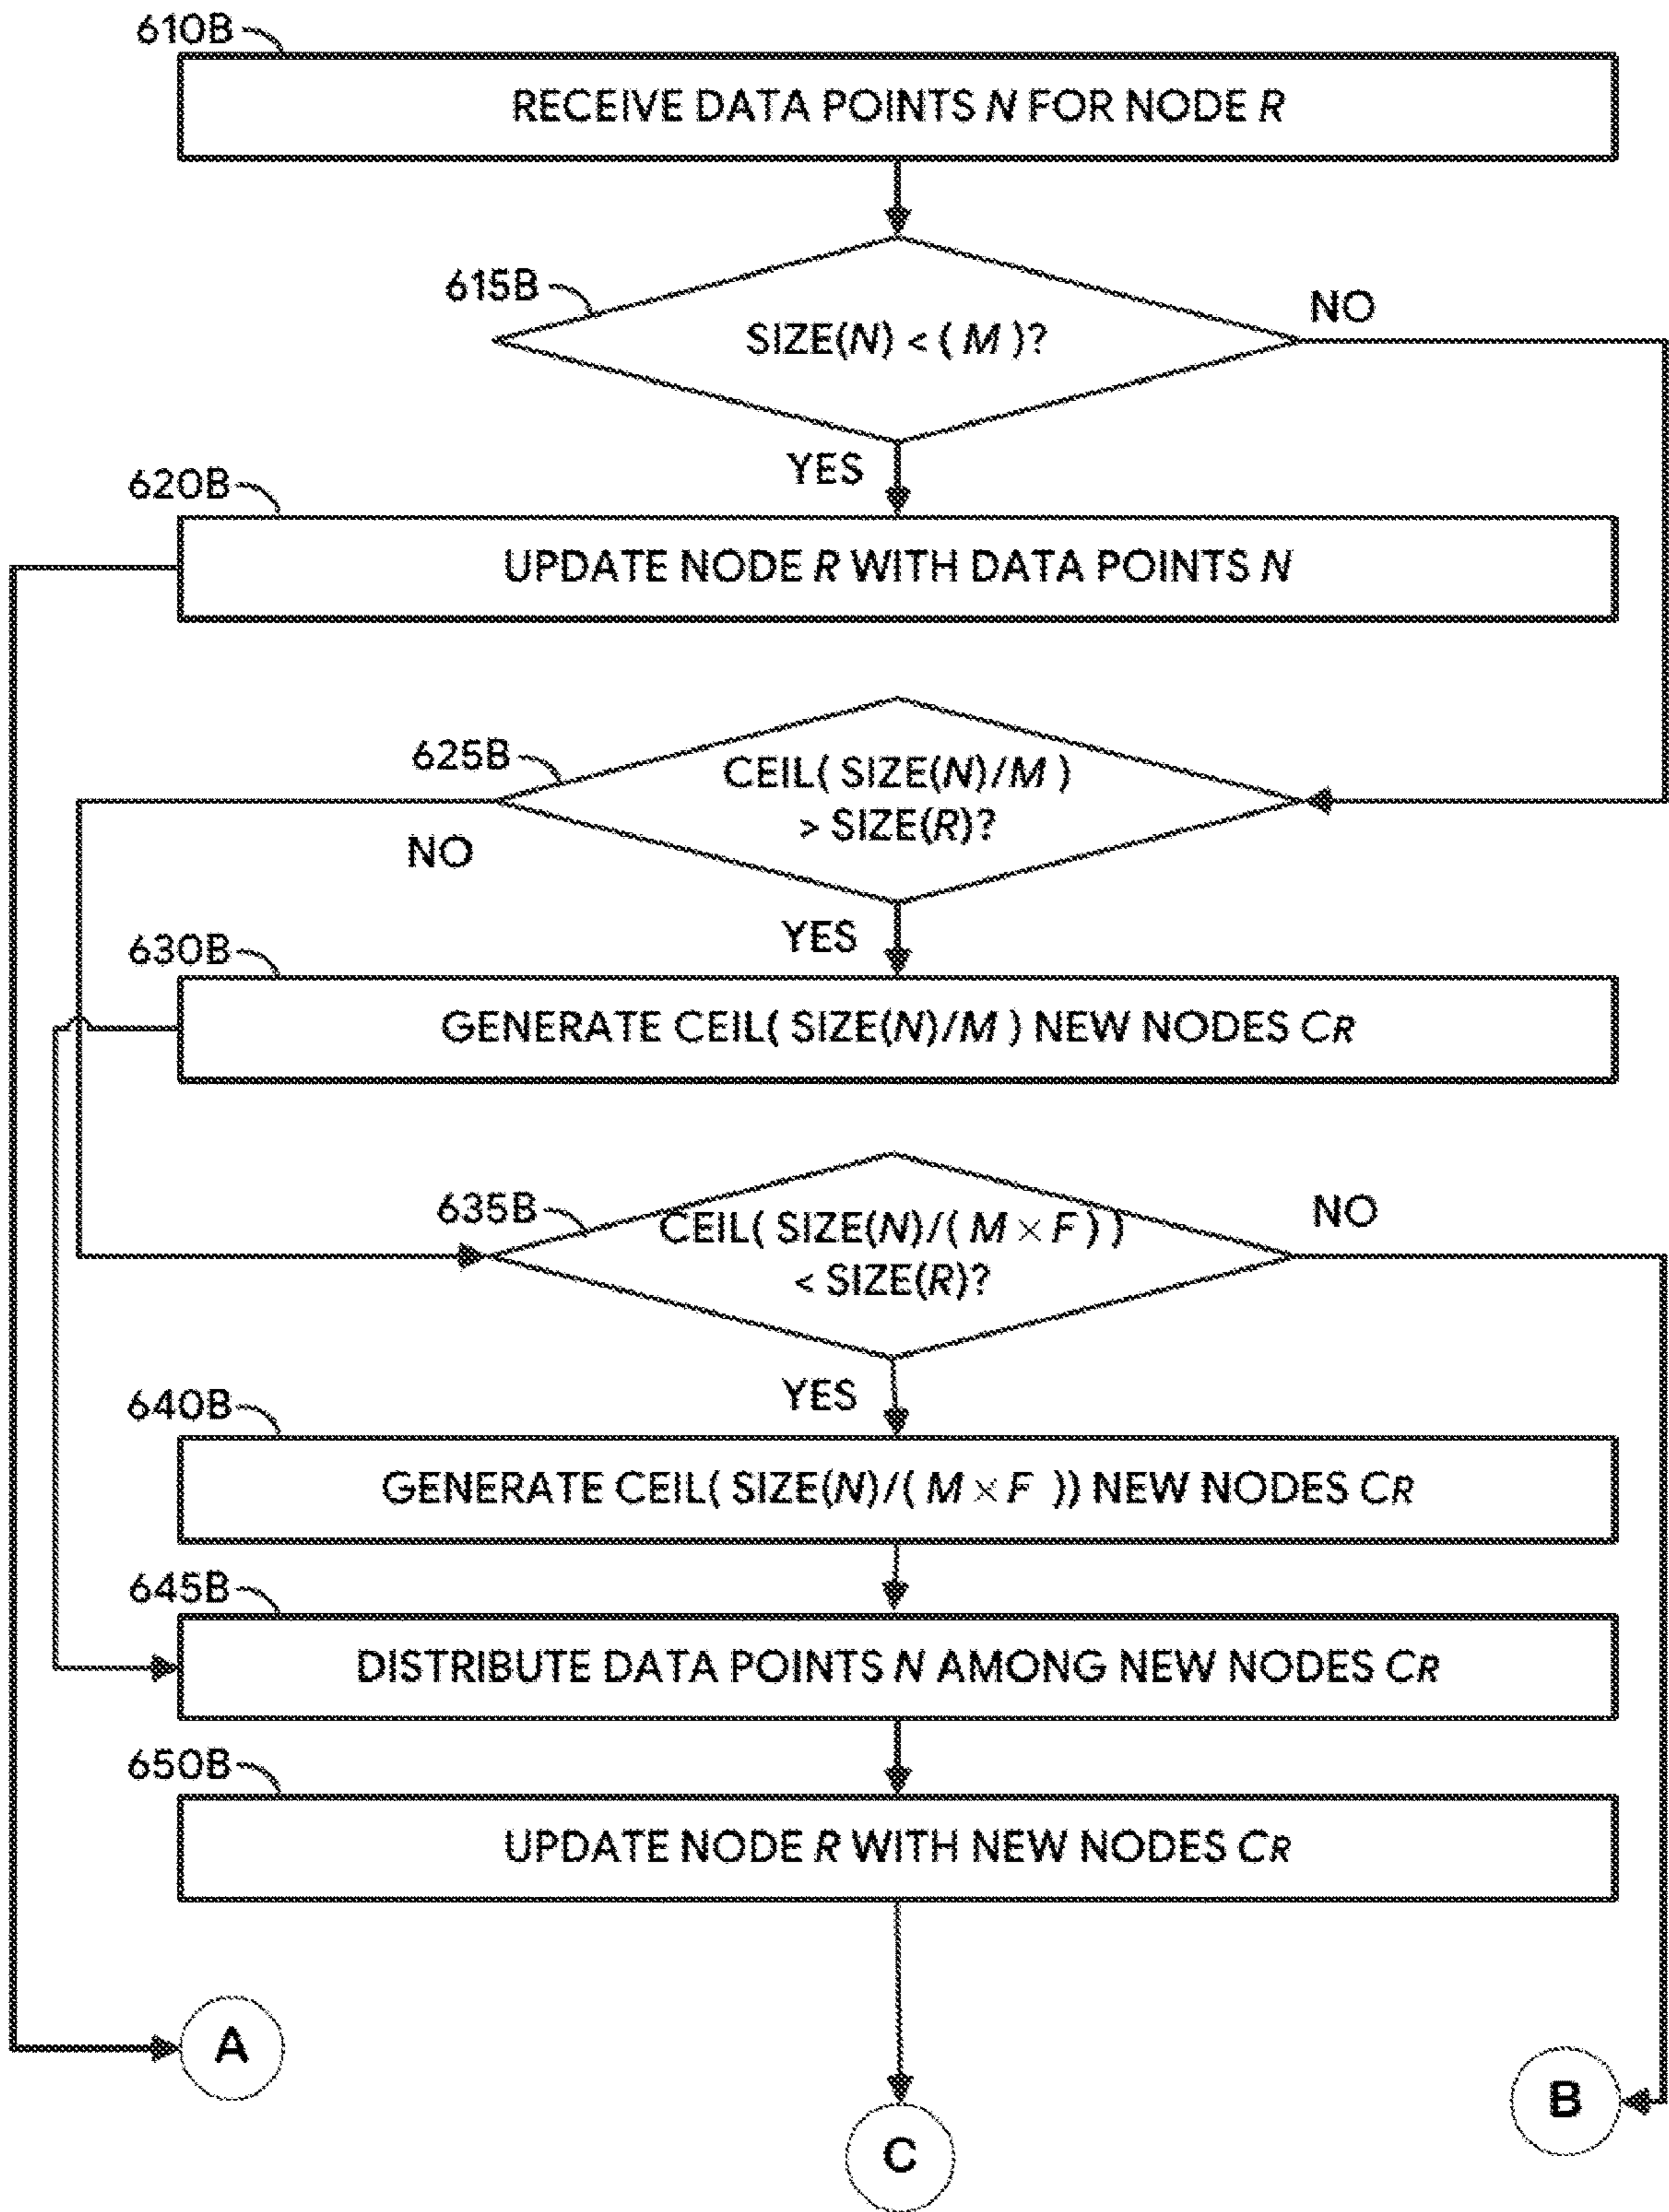 610B
RECEIVE DATA POINTS N FOR NODE R
615B
SIZE(N) < ( M )?
NO
YES
620B
UPDATE NODE R WITH DATA POINTS N
625B
CEIL( SIZE(N)/M )
> SIZE(R)?
NO
YES
630B
GENERATE CEIL( SIZE(N)/M ) NEW NODES CR
635B
CEIL( SIZE(N)/( M × F ) )
< SIZE(R)?
NO
YES
640B
GENERATE CEIL( SIZE(N)/( M × F )) NEW NODES CR
645B
DISTRIBUTE DATA POINTS N AMONG NEW NODES CR
650B
UPDATE NODE R WITH NEW NODES CR
A
B
C